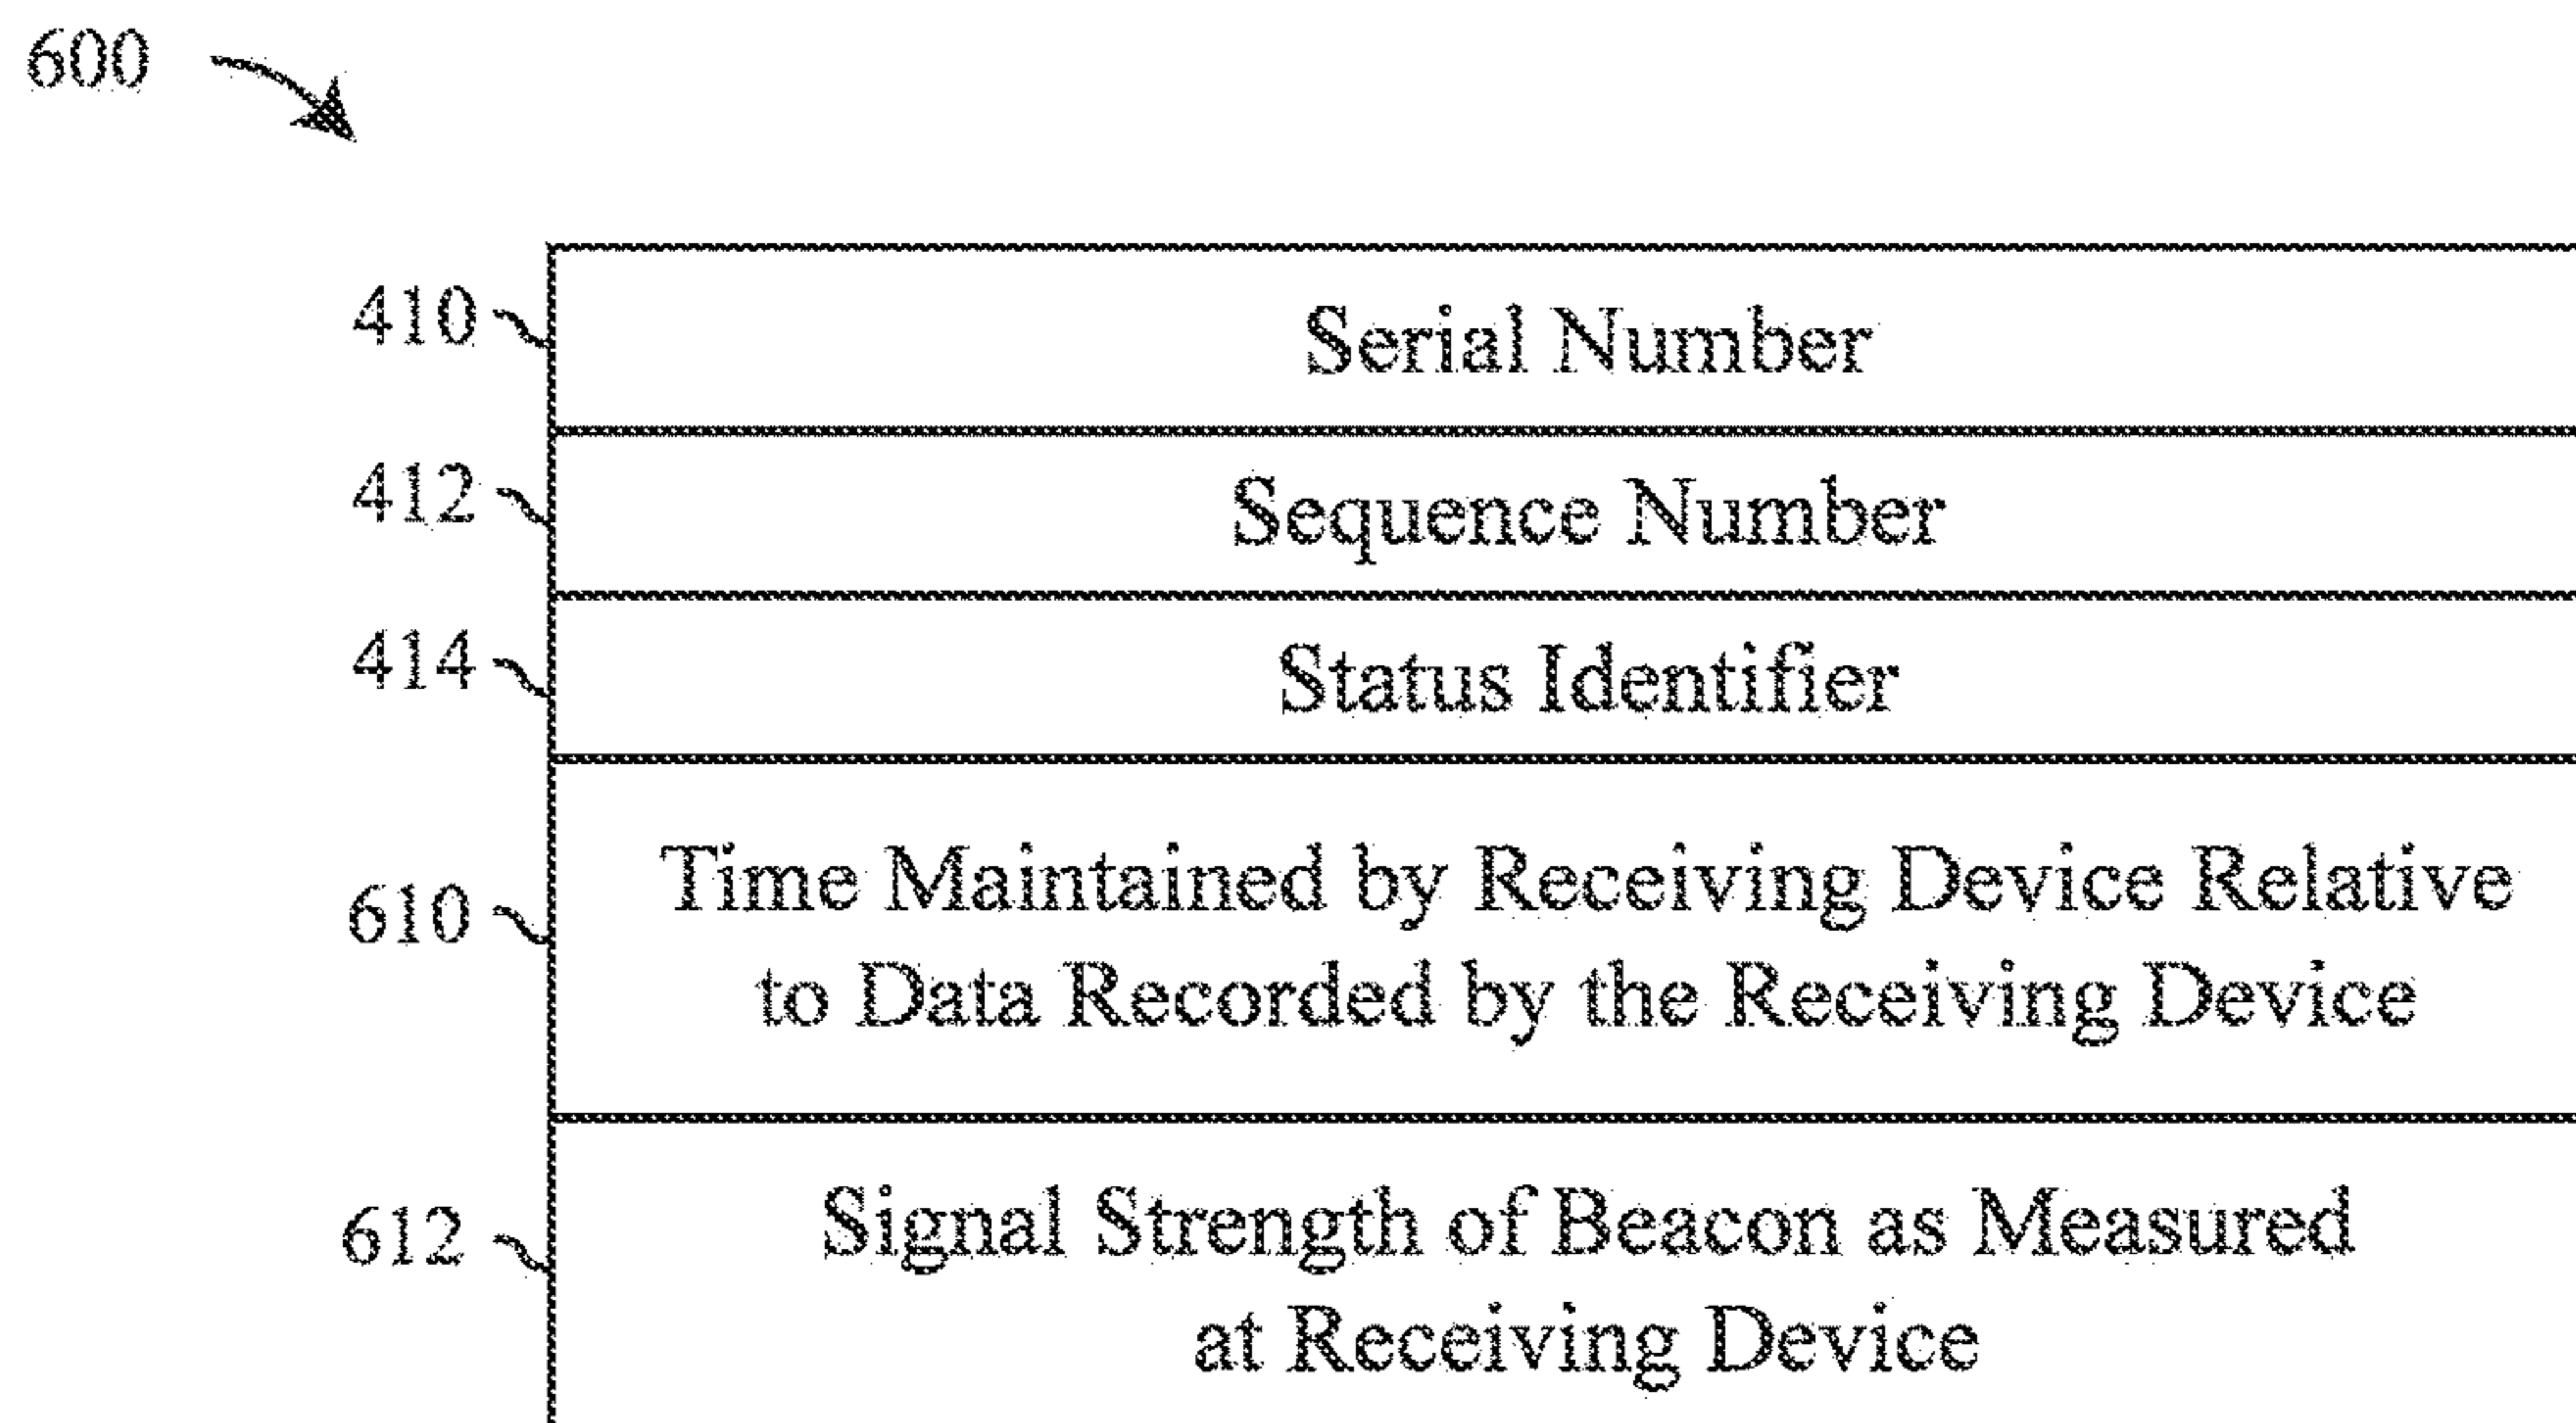 600
410 Serial Number
412 Sequence Number
414 Status Identifier
610 Time Maintained by Receiving Device Relative
to Data Recorded by the Receiving Device
612 Signal Strength of Beacon as Measured
at Receiving Device